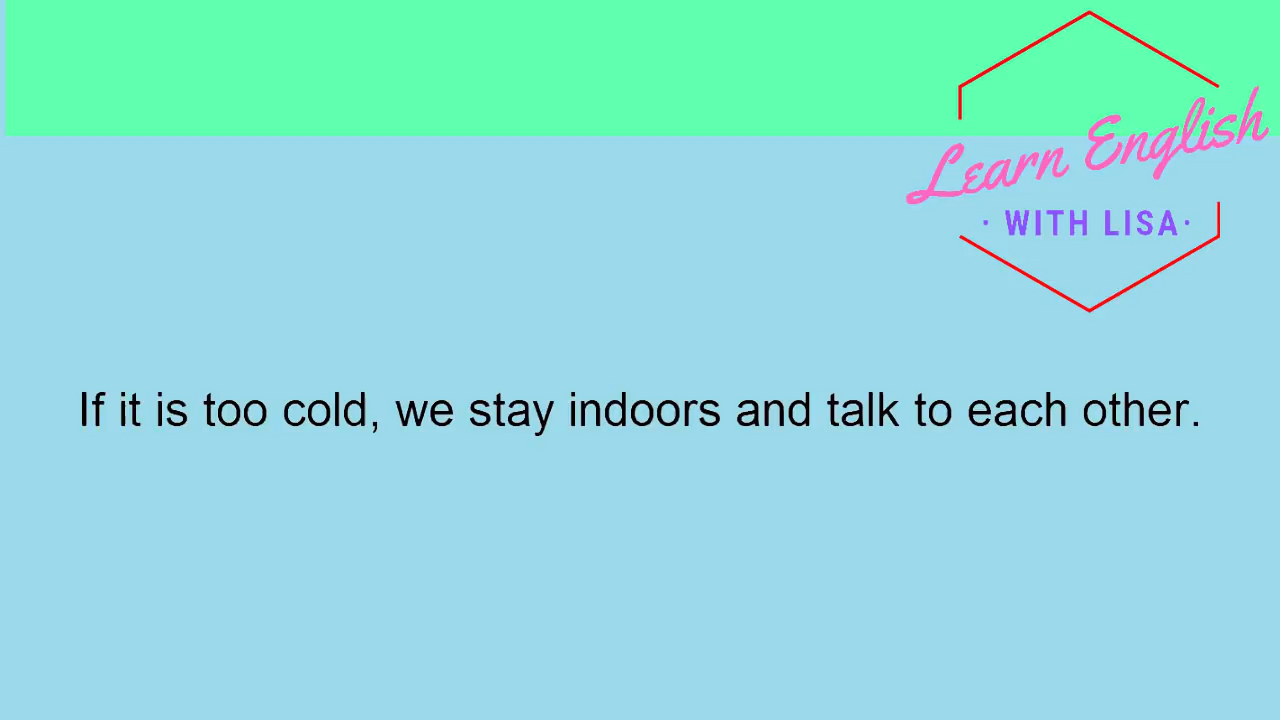 Learn English
· WITH LISA ·
If it is too cold, we stay indoors and talk to each other.